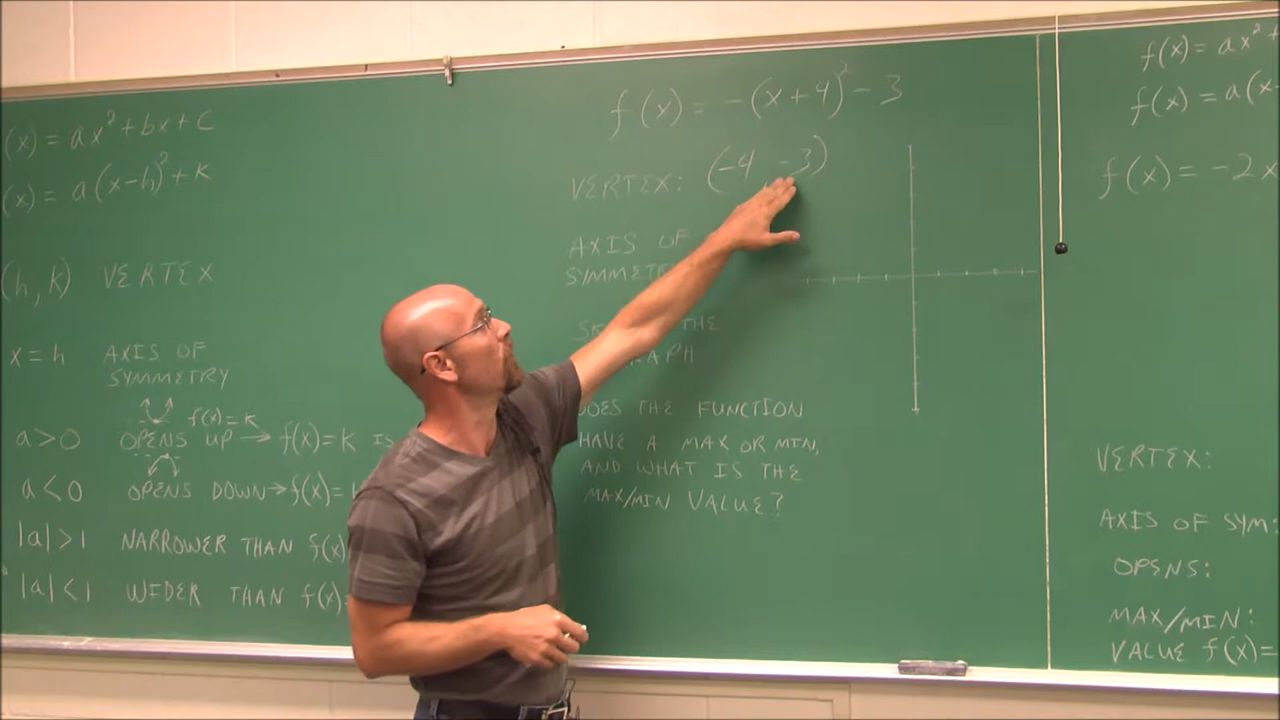 (x) = ax² + bx + c
(x) = a(x-h)² + k
(h, k) VERTEX
x = h AXIS OF
SYMMETRY
f(x) = k
a > 0 OPENS UP → f(x) = k IS
a < 0 OPENS DOWN → f(x) =
|a| > 1 NARROWER THAN f(x)
|a| < 1 WIDER THAN f(x) =
f(x) = -(x+4)² - 3
VERTEX: (-4, -3)
AXIS OF
SYMMETR
THE
DOES THE FUNCTION
HAVE A MAX OR MIN,
AND WHAT IS THE
MAX/MIN VALUE?
f(x) = ax² +
f(x) = a(x-
f(x) = -2x
VERTEX:
AXIS OF SYM:
OPENS:
MAX/MIN:
VALUE f(x) =